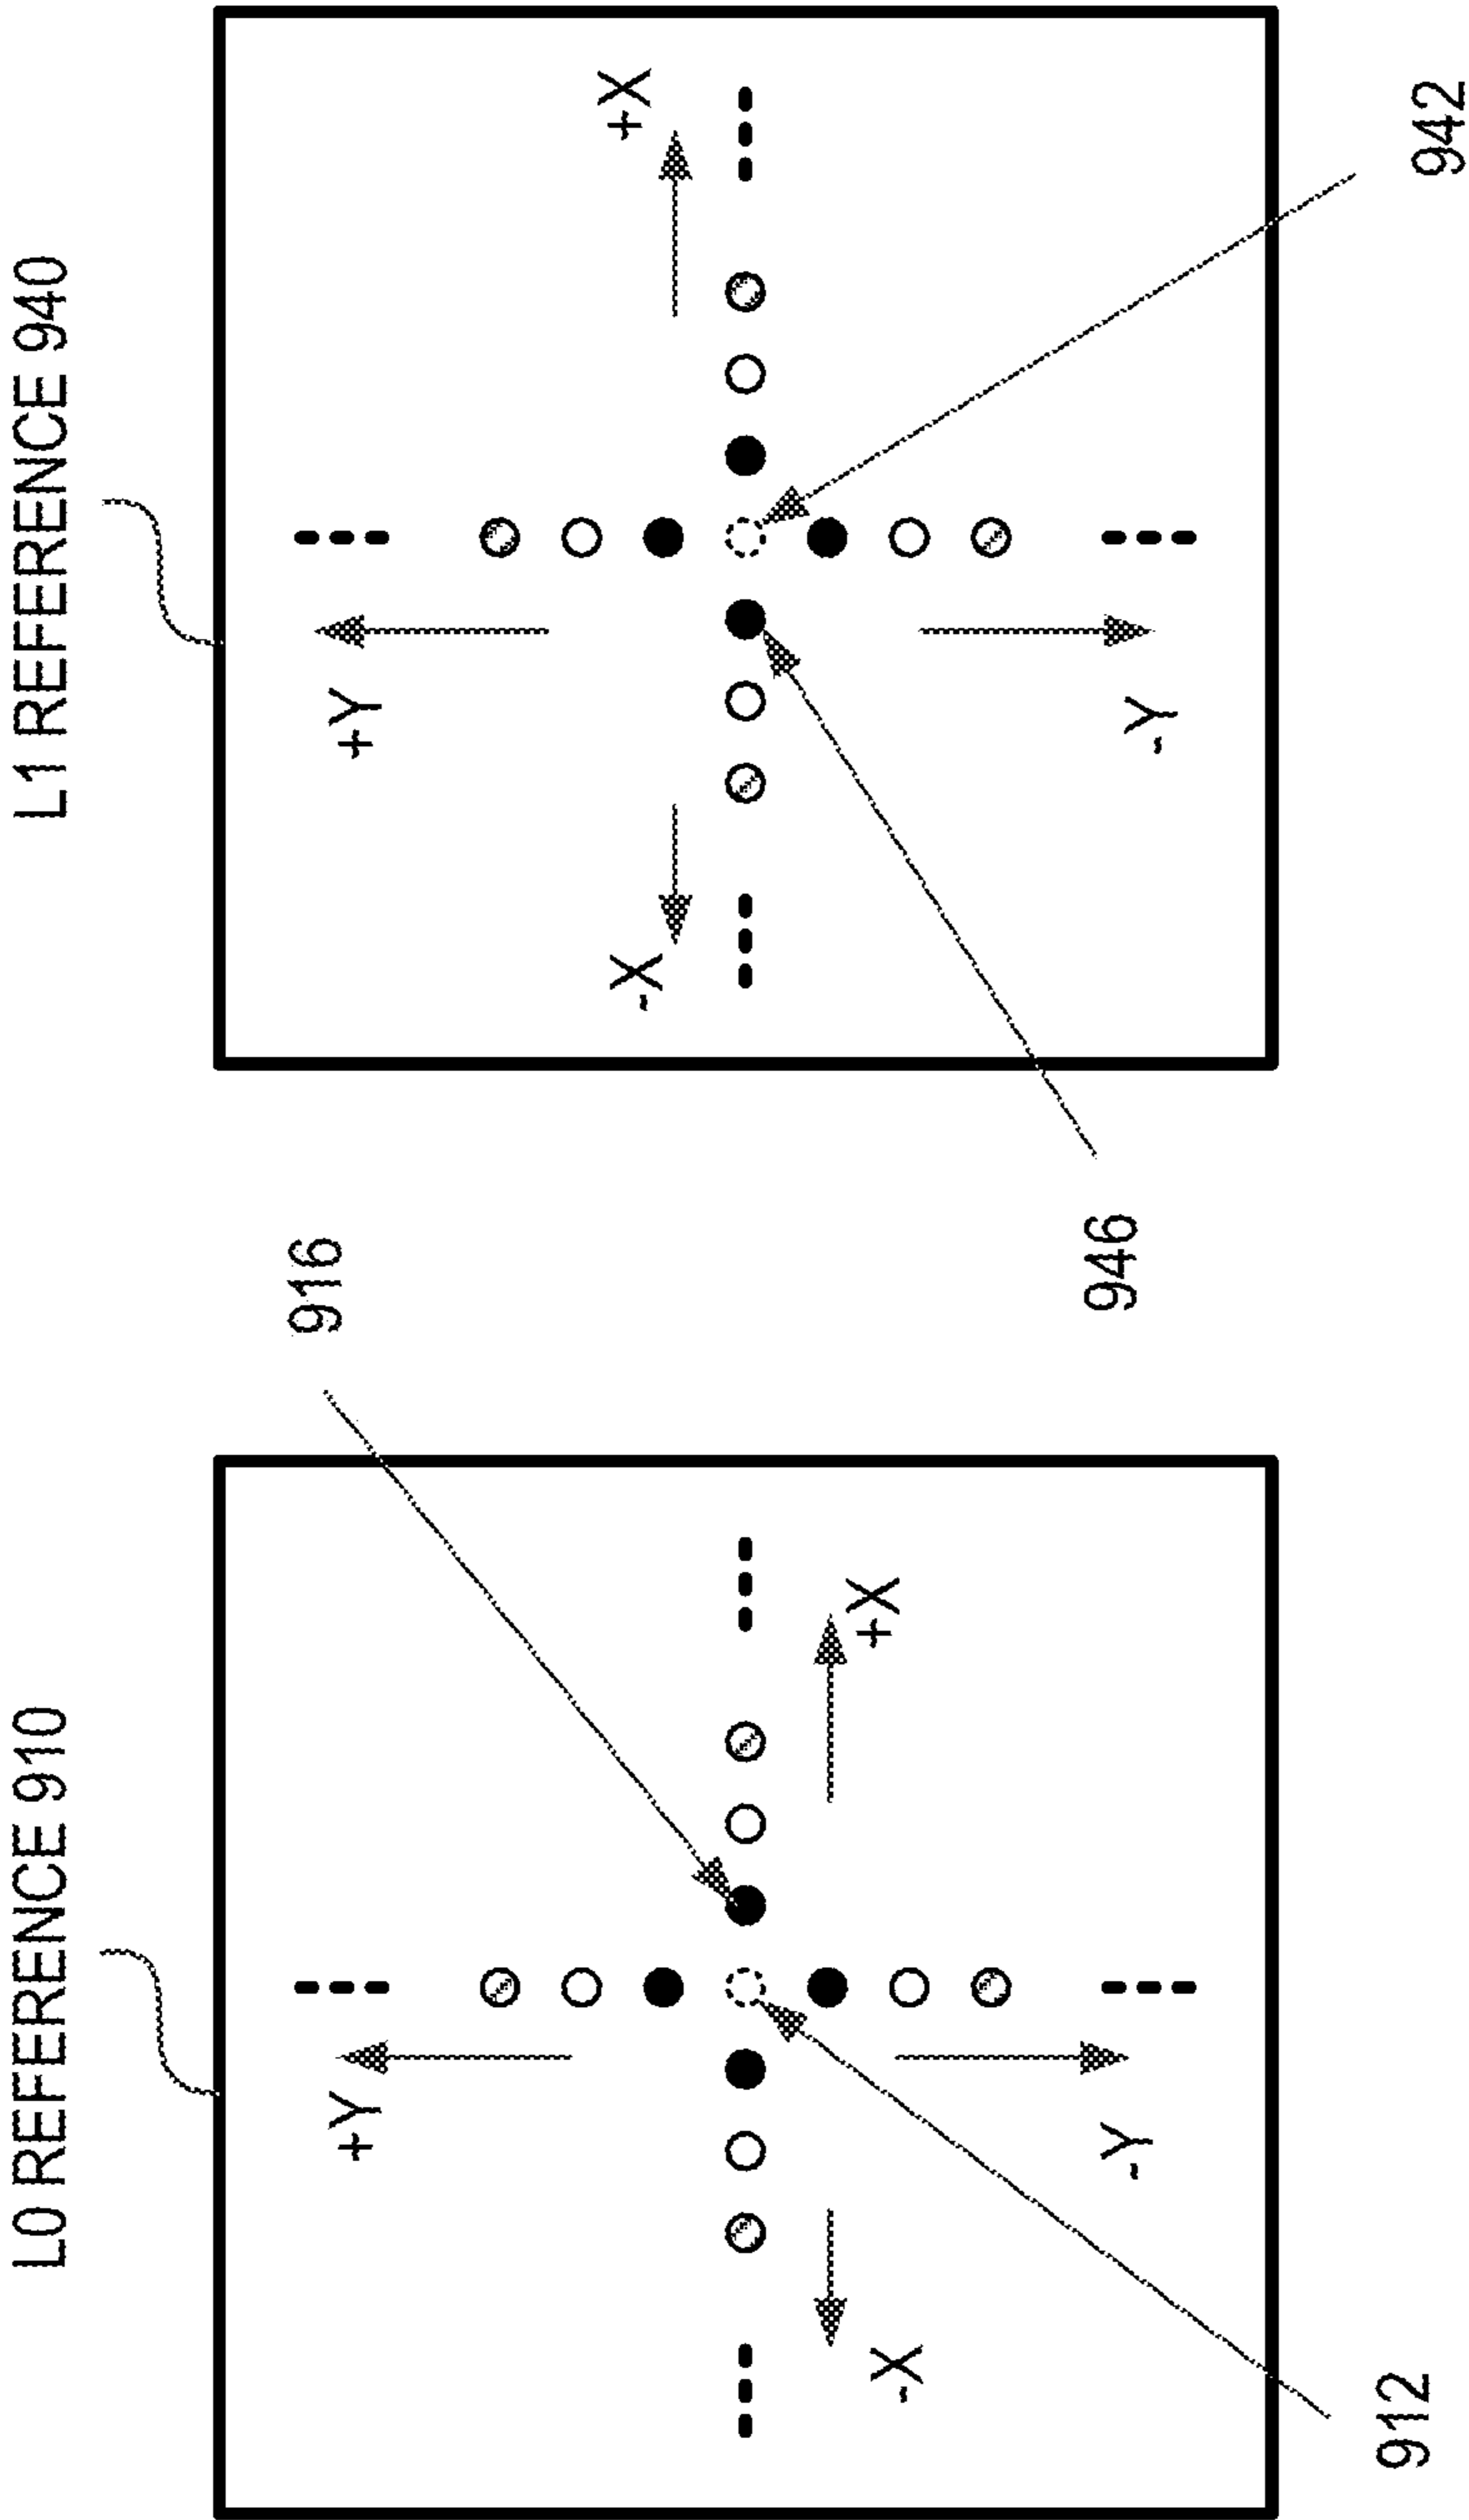 L0 REFERENCE 910
L1 REFERENCE 940
+Y
916
+Y
-X
+X
-X
+X
-Y
946
-Y
912
942